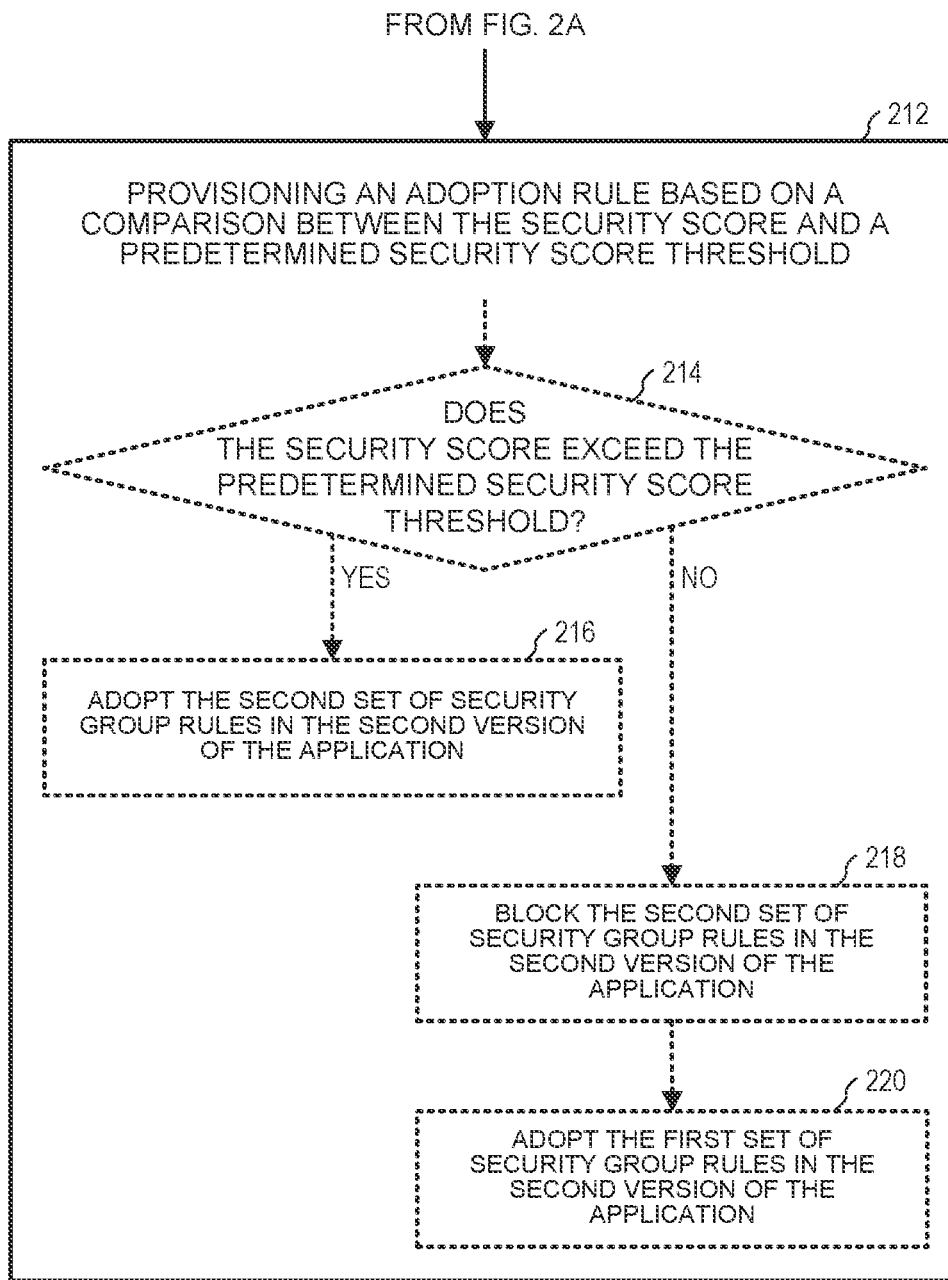 FROM FIG. 2A
212
PROVISIONING AN ADOPTION RULE BASED ON A
COMPARISON BETWEEN THE SECURITY SCORE AND A
PREDETERMINED SECURITY SCORE THRESHOLD
214
DOES
THE SECURITY SCORE EXCEED THE
PREDETERMINED SECURITY SCORE
THRESHOLD?
YES
NO
216
ADOPT THE SECOND SET OF SECURITY
GROUP RULES IN THE SECOND VERSION
OF THE APPLICATION
218
BLOCK THE SECOND SET OF
SECURITY GROUP RULES IN THE
SECOND VERSION OF THE
APPLICATION
220
ADOPT THE FIRST SET OF
SECURITY GROUP RULES IN THE
SECOND VERSION OF THE
APPLICATION